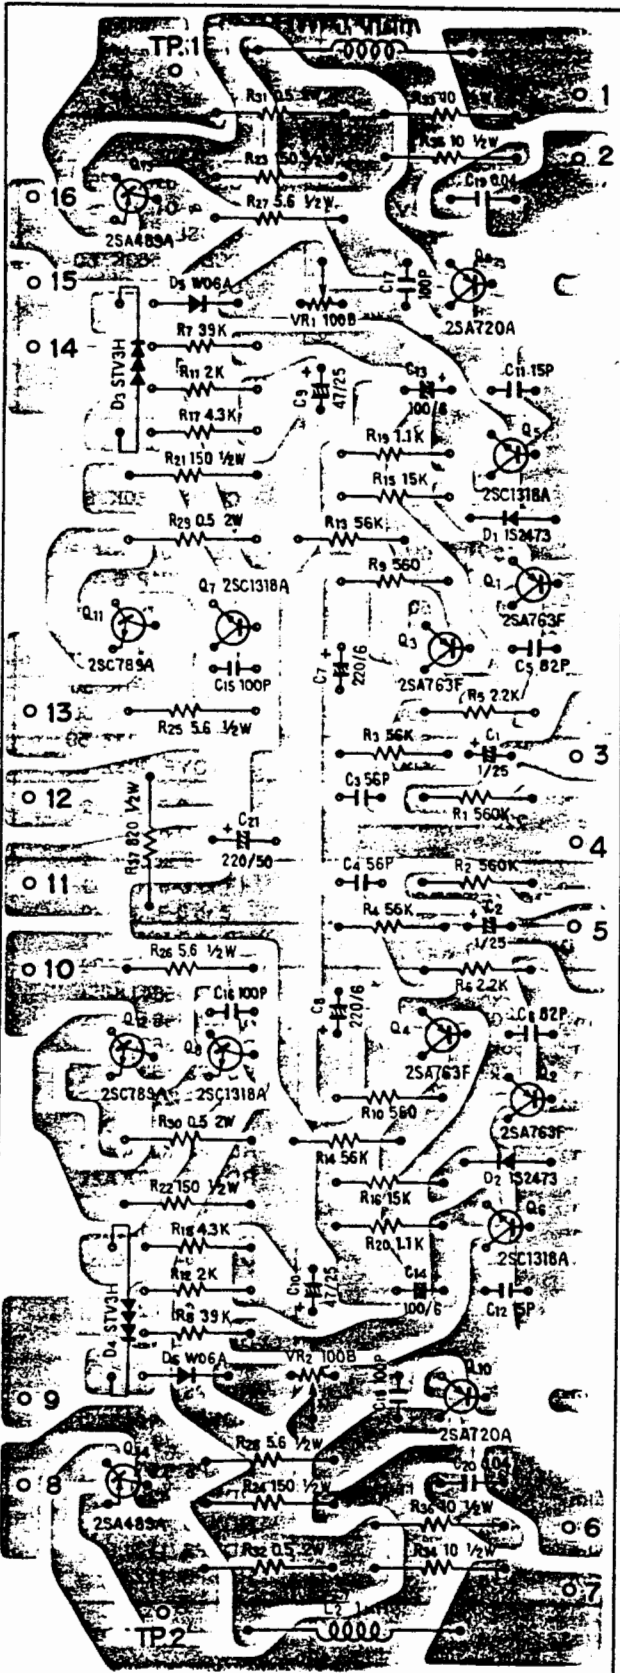 TP.1
R31 0.5
1
R35 10 ½W
Q13
R23 150 ½W
2
16
R27 5.6 ½W
C19 0.04
2SA489A
15
D5 W06A
C17 100P
VR1 100B
2SA720A
14
R7 39K
D3 STV3H
R11 2K
C9 47/25
C13 100/6
C11 15P
R17 4.3K
Q5
R19 1.1K
R21 150 ½W
R15 15K
2SC1318A
R29 0.5 2W
R13 56K
D1 1S2473
R9 560
Q1
Q7 2SC1318A
2SA763F
Q11
Q3
2SC789A
C15 100P
C7 220/6
C5 82P
2SA763F
R5 2.2K
13
R25 5.6 ½W
R3 56K
C1 1/25
3
12
C3 56P
R1 560K
R37 820 ½W
C21 220/50
4
11
C4 56P
R2 560K
R4 56K
1/25
5
10
R26 5.6 ½W
R6 2.2K
C16 100P
C8 220/6
Q4
82P
Q8
2SC789A
2SC1318A
2SA763F
Q2
R10 560
2SA763F
R30 0.5 2W
R14 56K
R22 150 ½W
R16 15K
D2 1S2473
R18 4.3K
R20 1.1K
Q6
2SC1318A
D4 STV3H
R12 2K
C10 47/25
C14 100/6
C12 15P
R8 39K
D6 W06A
VR2 100B
100P
Q10
9
2SA720A
R28 5.6 ½W
8
R24 150 ½W
C20 0.04
2SA489A
R36 10 ½W
6
R32 0.5 2W
R34 10 ½W
7
TP.2